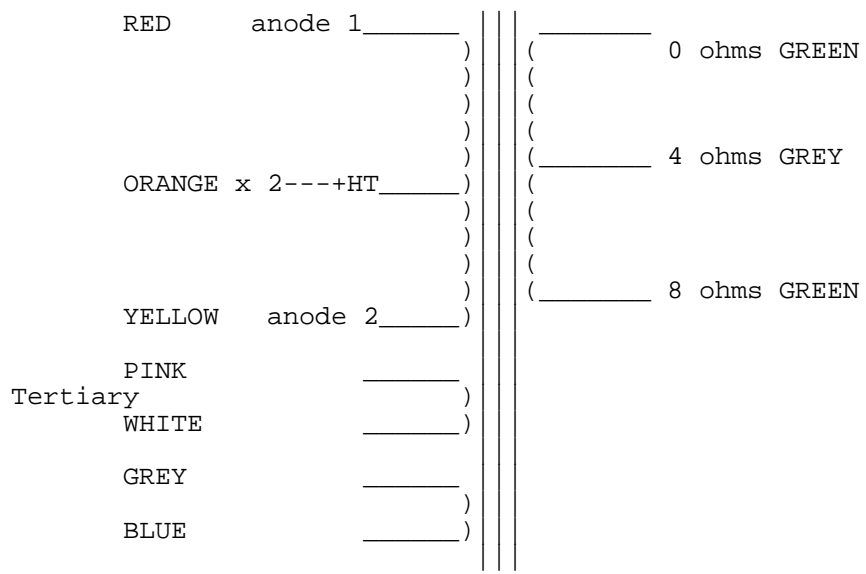 RED anode 1
0 ohms GREEN
4 ohms GREY
ORANGE x 2---+HT
8 ohms GREEN
YELLOW anode 2
PINK
Tertiary
WHITE
GREY
BLUE